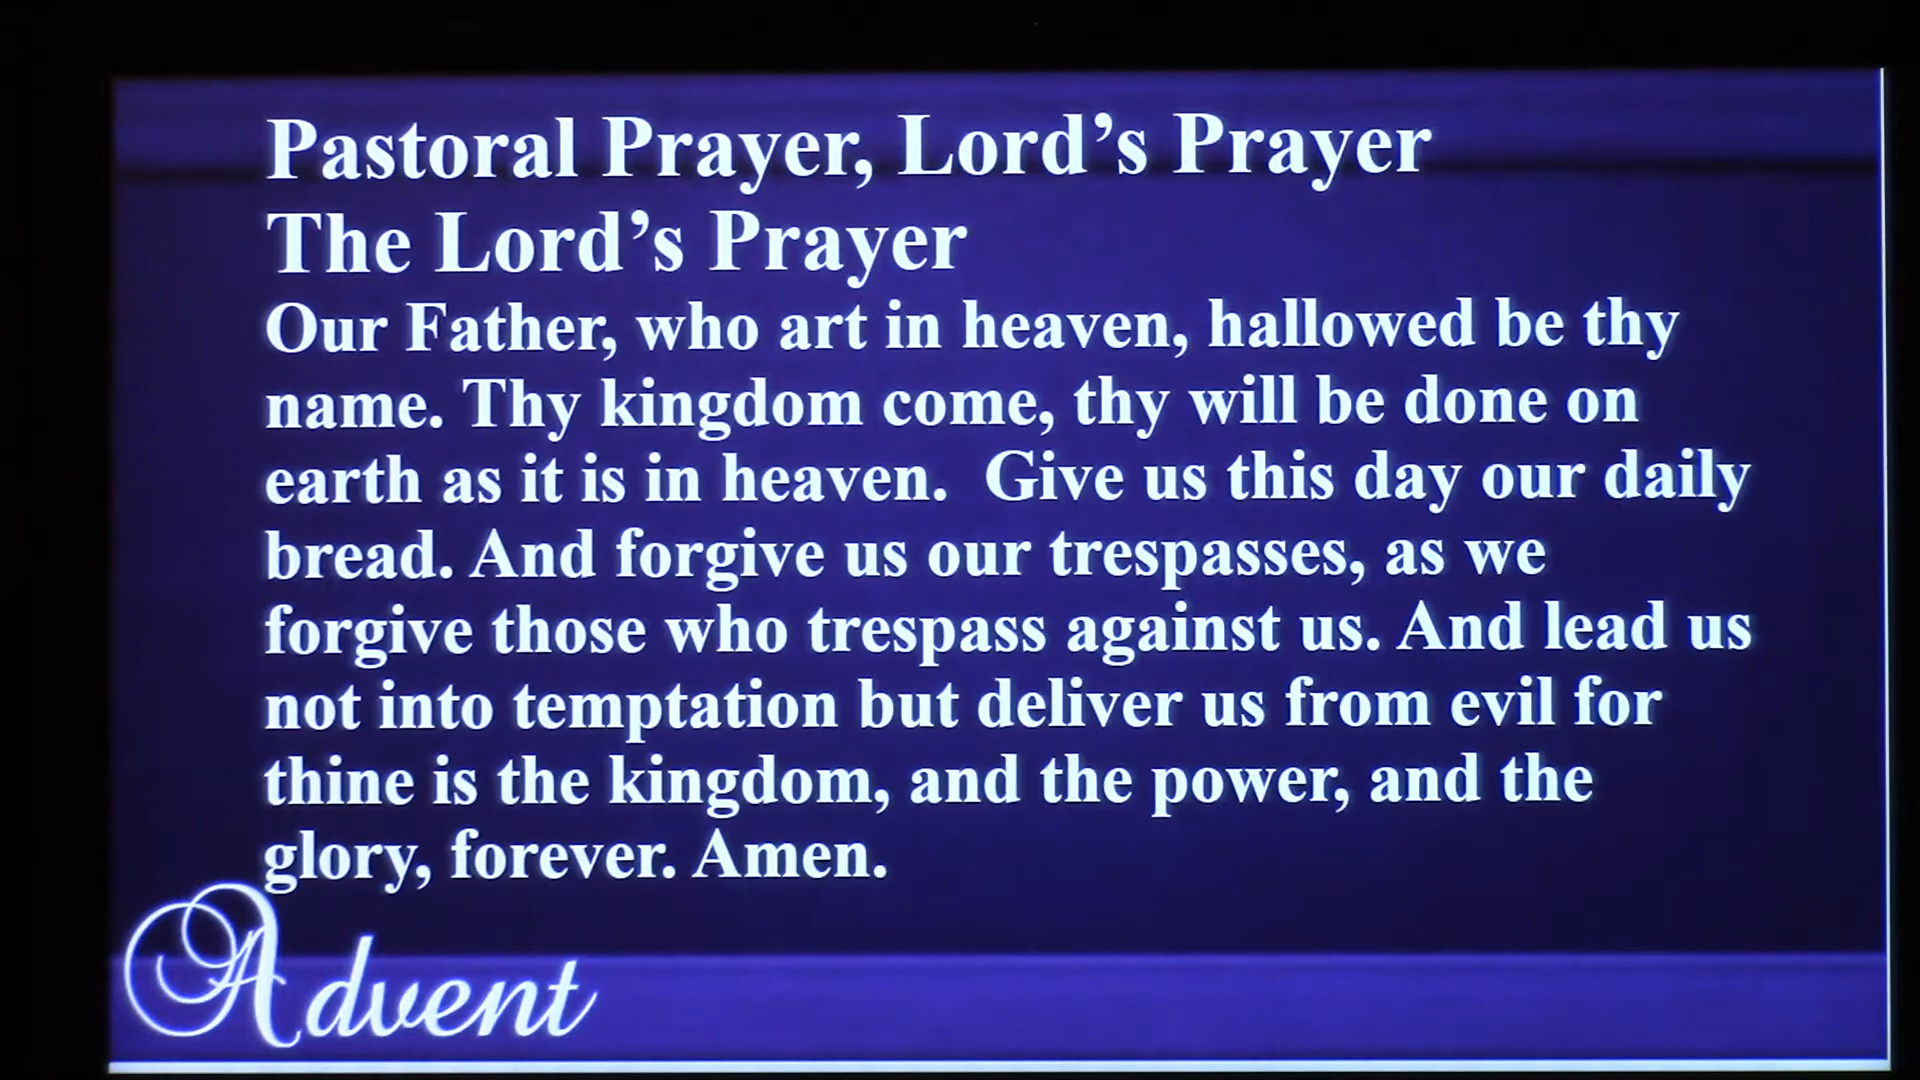 Pastoral Prayer, Lord’s Prayer
The Lord’s Prayer
Our Father, who art in heaven, hallowed be thy
name. Thy kingdom come, thy will be done on
earth as it is in heaven.  Give us this day our daily
bread. And forgive us our trespasses, as we
forgive those who trespass against us. And lead us
not into temptation but deliver us from evil for
thine is the kingdom, and the power, and the
glory, forever. Amen.
Advent